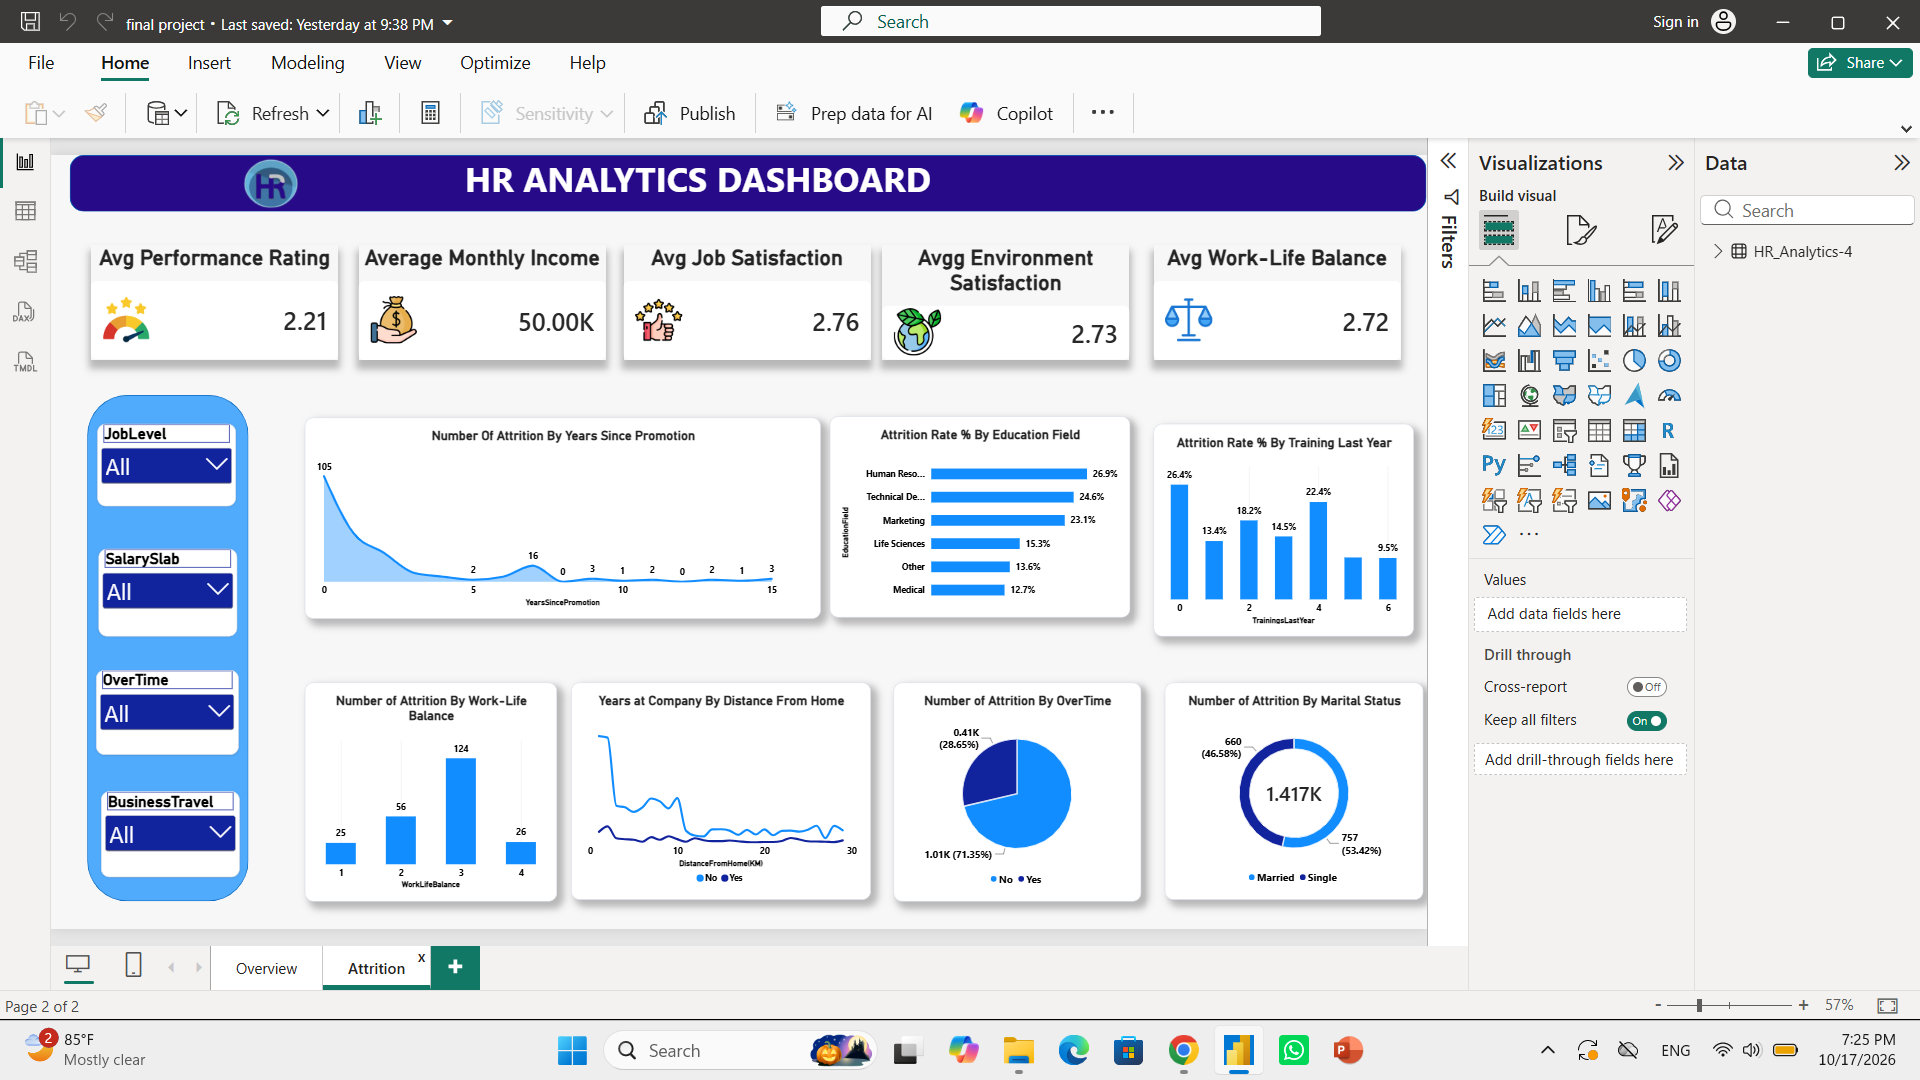 final project • Last saved: Yesterday at 9:38 PM
Search
Sign in
File
Home
Insert
Modeling
View
Optimize
Help
Share
Refresh
Sensitivity
Publish
Prep data for AI
Copilot
HR
HR ANALYTICS DASHBOARD
Avg Performance Rating
2.21
Average Monthly Income
50.00K
Avg Job Satisfaction
2.76
Avgg Environment
Satisfaction
2.73
Avg Work-Life Balance
2.72
JobLevel
All
SalarySlab
All
OverTime
All
BusinessTravel
All
Number Of Attrition By Years Since Promotion
105
2
16
0
3
1
2
0
2
1
3
0
5
10
15
YearsSincePromotion
Attrition Rate % By Education Field
EducationField
Human Reso... 26.9%
Technical De... 24.6%
Marketing 23.1%
Life Sciences 15.3%
Other 13.6%
Medical 12.7%
Attrition Rate % By Training Last Year
26.4%
13.4%
18.2%
14.5%
22.4%
9.5%
0
2
4
6
TrainingsLastYear
Number of Attrition By Work-Life
Balance
25
56
124
26
1
2
3
4
WorkLifeBalance
Years at Company By Distance From Home
0
10
20
30
DistanceFromHome(KM)
No Yes
Number of Attrition By OverTime
0.41K
(28.65%)
1.01K (71.35%)
No Yes
Number of Attrition By Marital Status
660
(46.58%)
1.417K
757
(53.42%)
Married Single
Filters
Visualizations
Build visual
123
R
Py
Values
Add data fields here
Drill through
Cross-report
Off
Keep all filters
On
Add drill-through fields here
Data
Search
HR_Analytics-4
DAX
TMDL
Overview
Attrition
x
+
Page 2 of 2
- + 57%
2
85°F
Mostly clear
Search
P
ENG
7:25 PM
10/17/2026